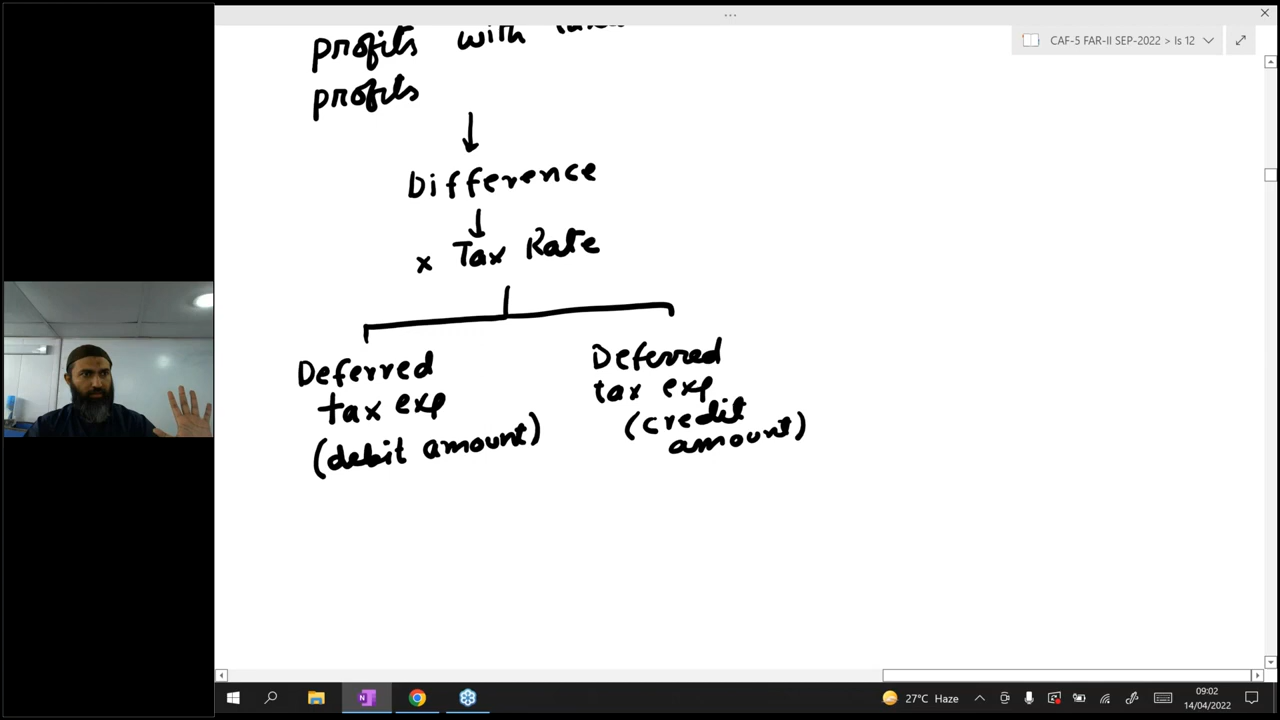 CAF-5 FAR-II SEP-2022 > Is 12
profits with
profits
Difference
x Tax Rate
Deferred
tax exp
(debit amount)
Deferred
tax exp
(credit
amount)
27°C Haze
09:02
14/04/2022